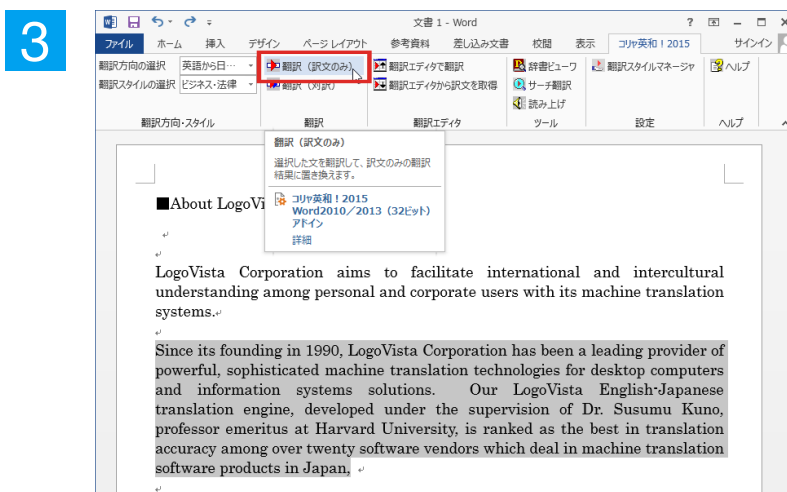 3
文書 1 - Word
ファイル ホーム 挿入 デザイン ページ レイアウト 参考資料 差し込み文書 校閲 表示 コリャ英和！2015 サインイン
翻訳方向の選択 英語から日… 翻訳（訳文のみ） 翻訳エディタで翻訳 辞書ビューワ 翻訳スタイルマネージャ ヘルプ
翻訳スタイルの選択 ビジネス・法律 翻訳（対訳） 翻訳エディタから訳文を取得 サーチ翻訳
読み上げ
翻訳方向・スタイル 翻訳 翻訳エディタ ツール 設定 ヘルプ
翻訳（訳文のみ）
選択した文を翻訳して、訳文のみの翻訳
結果に置き換えます。
コリャ英和！2015
Word2010／2013（32ビット）
アドイン
詳細
■About LogoVi
LogoVista Corporation aims to facilitate international and intercultural
understanding among personal and corporate users with its machine translation
systems.
Since its founding in 1990, LogoVista Corporation has been a leading provider of
powerful, sophisticated machine translation technologies for desktop computers
and information systems solutions. Our LogoVista English-Japanese
translation engine, developed under the supervision of Dr. Susumu Kuno,
professor emeritus at Harvard University, is ranked as the best in translation
accuracy among over twenty software vendors which deal in machine translation
software products in Japan,